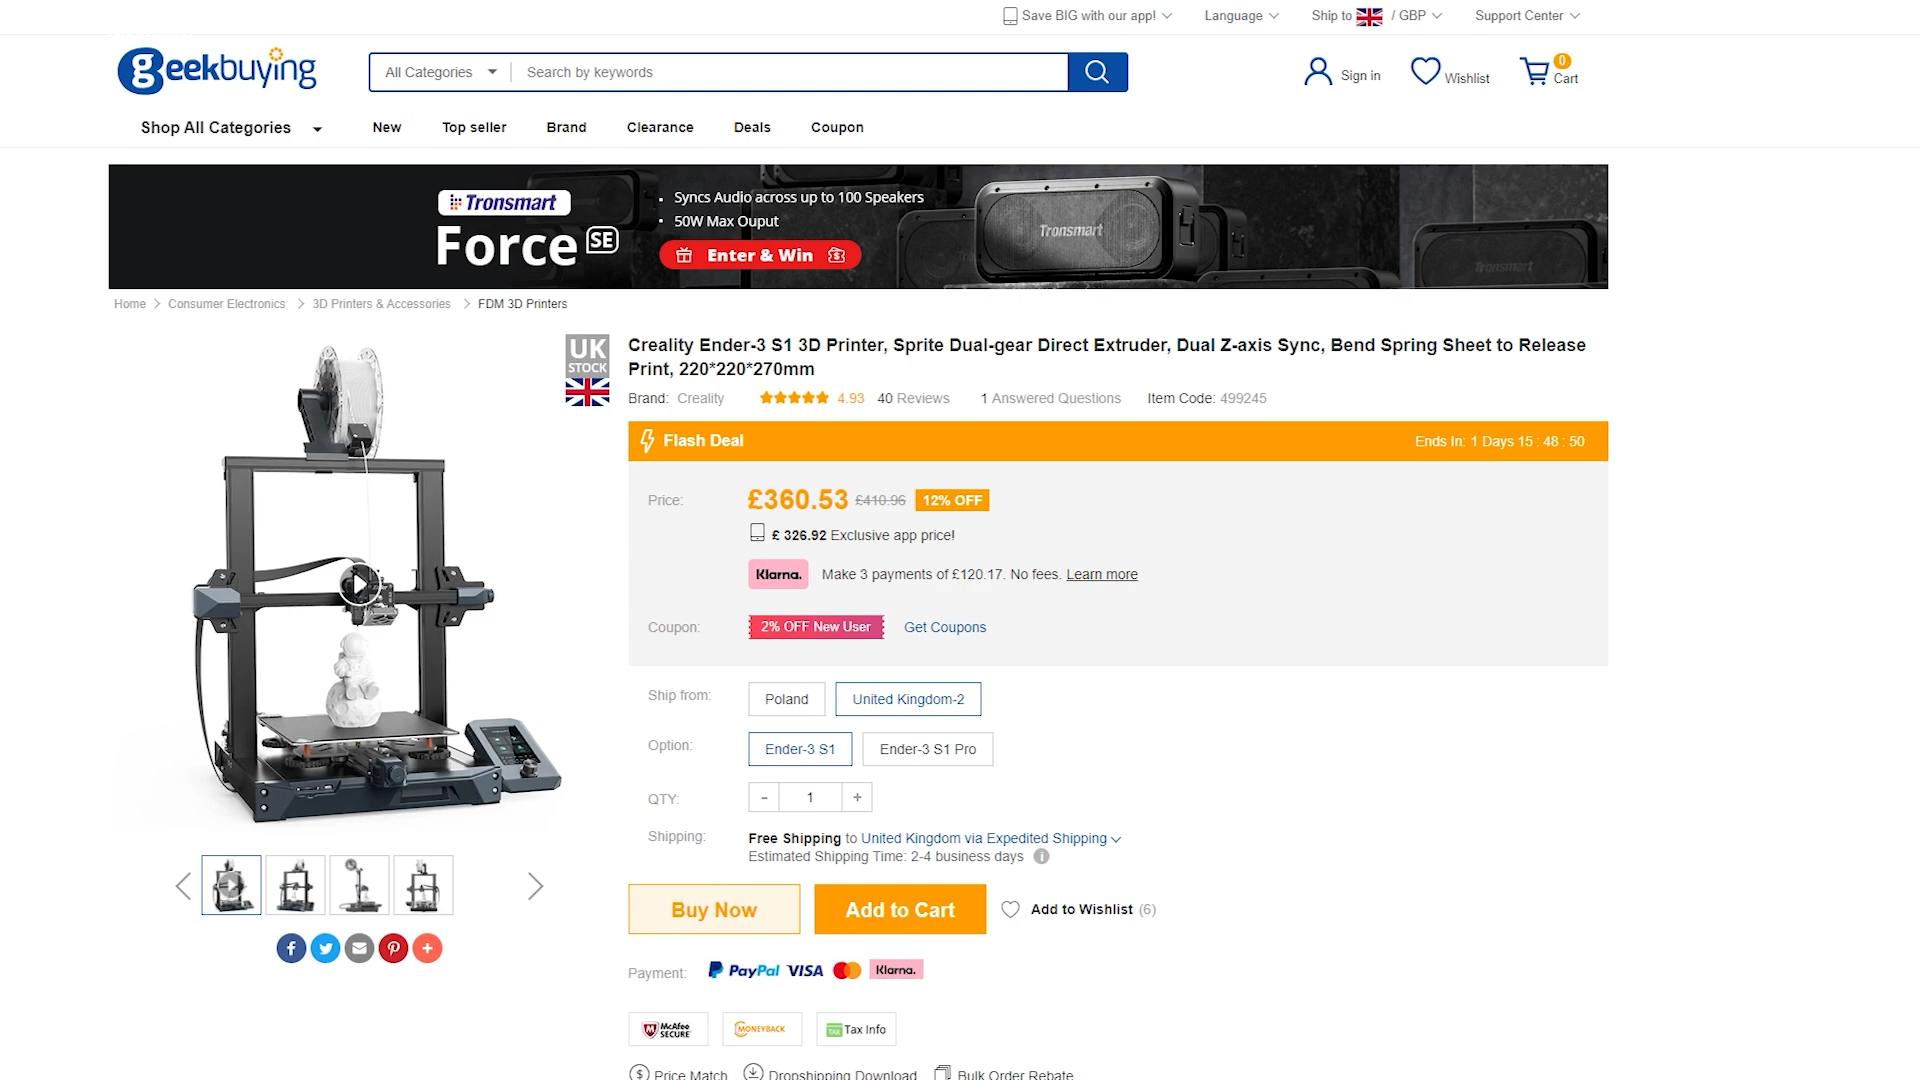 Save BIG with our app!
Language
Ship to / GBP
Support Center
geekbuying
All Categories
Search by keywords
Sign in
Wishlist
0
Cart
Shop All Categories
New
Top seller
Brand
Clearance
Deals
Coupon
Tronsmart
Force SE
• Syncs Audio across up to 100 Speakers
• 50W Max Ouput
Enter & Win
Tronsmart
Tronsmart
Home > Consumer Electronics > 3D Printers & Accessories > FDM 3D Printers
UK
STOCK
Creality Ender-3 S1 3D Printer, Sprite Dual-gear Direct Extruder, Dual Z-axis Sync, Bend Spring Sheet to Release
Print, 220*220*270mm
Brand: Creality 4.93 40 Reviews 1 Answered Questions Item Code: 499245
Flash Deal
Ends In: 1 Days 15 : 48 : 50
Price: £360.53 £410.96 12% OFF
£ 326.92 Exclusive app price!
Klarna. Make 3 payments of £120.17. No fees. Learn more
Coupon: 2% OFF New User Get Coupons
Ship from: Poland United Kingdom-2
Option: Ender-3 S1 Ender-3 S1 Pro
QTY: - 1 +
Shipping: Free Shipping to United Kingdom via Expedited Shipping
Estimated Shipping Time: 2-4 business days
Buy Now
Add to Cart
Add to Wishlist (6)
Payment: PayPal VISA Klarna.
McAfee
SECURE
MONEYBACK
TAX Tax Info
Price Match
Dropshipping Download
Bulk Order Rebate